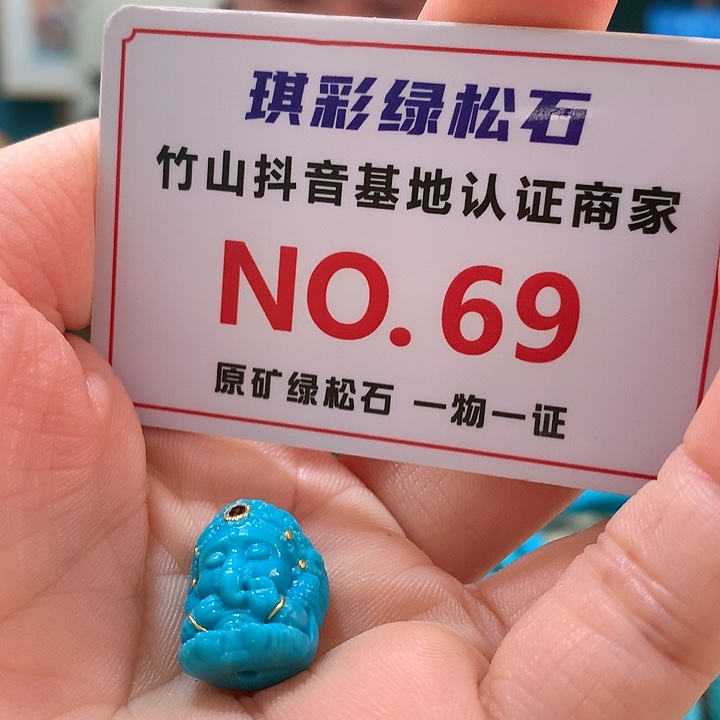 琪彩绿松石
竹山抖音基地认证商家
NO.69
原矿绿松石 一物一证